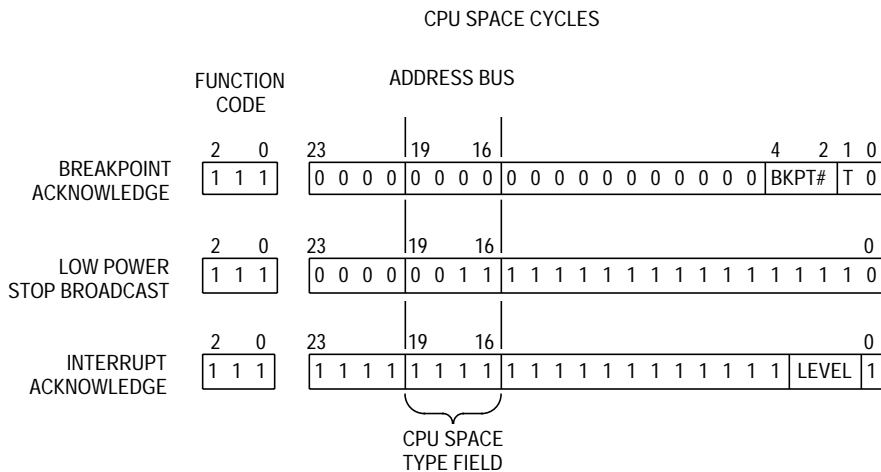 CPU SPACE CYCLES
FUNCTION CODE
ADDRESS BUS
2 0 23 19 16 4 2 1 0
BREAKPOINT ACKNOWLEDGE
1 1 1 0 0 0 0 0 0 0 0 0 0 0 0 0 0 0 0 0 0 0 BKPT# T 0
2 0 23 19 16 0
LOW POWER STOP BROADCAST
1 1 1 0 0 0 0 0 0 1 1 1 1 1 1 1 1 1 1 1 1 1 1 1 1 1 0
2 0 23 19 16 0
INTERRUPT ACKNOWLEDGE
1 1 1 1 1 1 1 1 1 1 1 1 1 1 1 1 1 1 1 1 1 1 1 LEVEL 1
CPU SPACE
TYPE FIELD